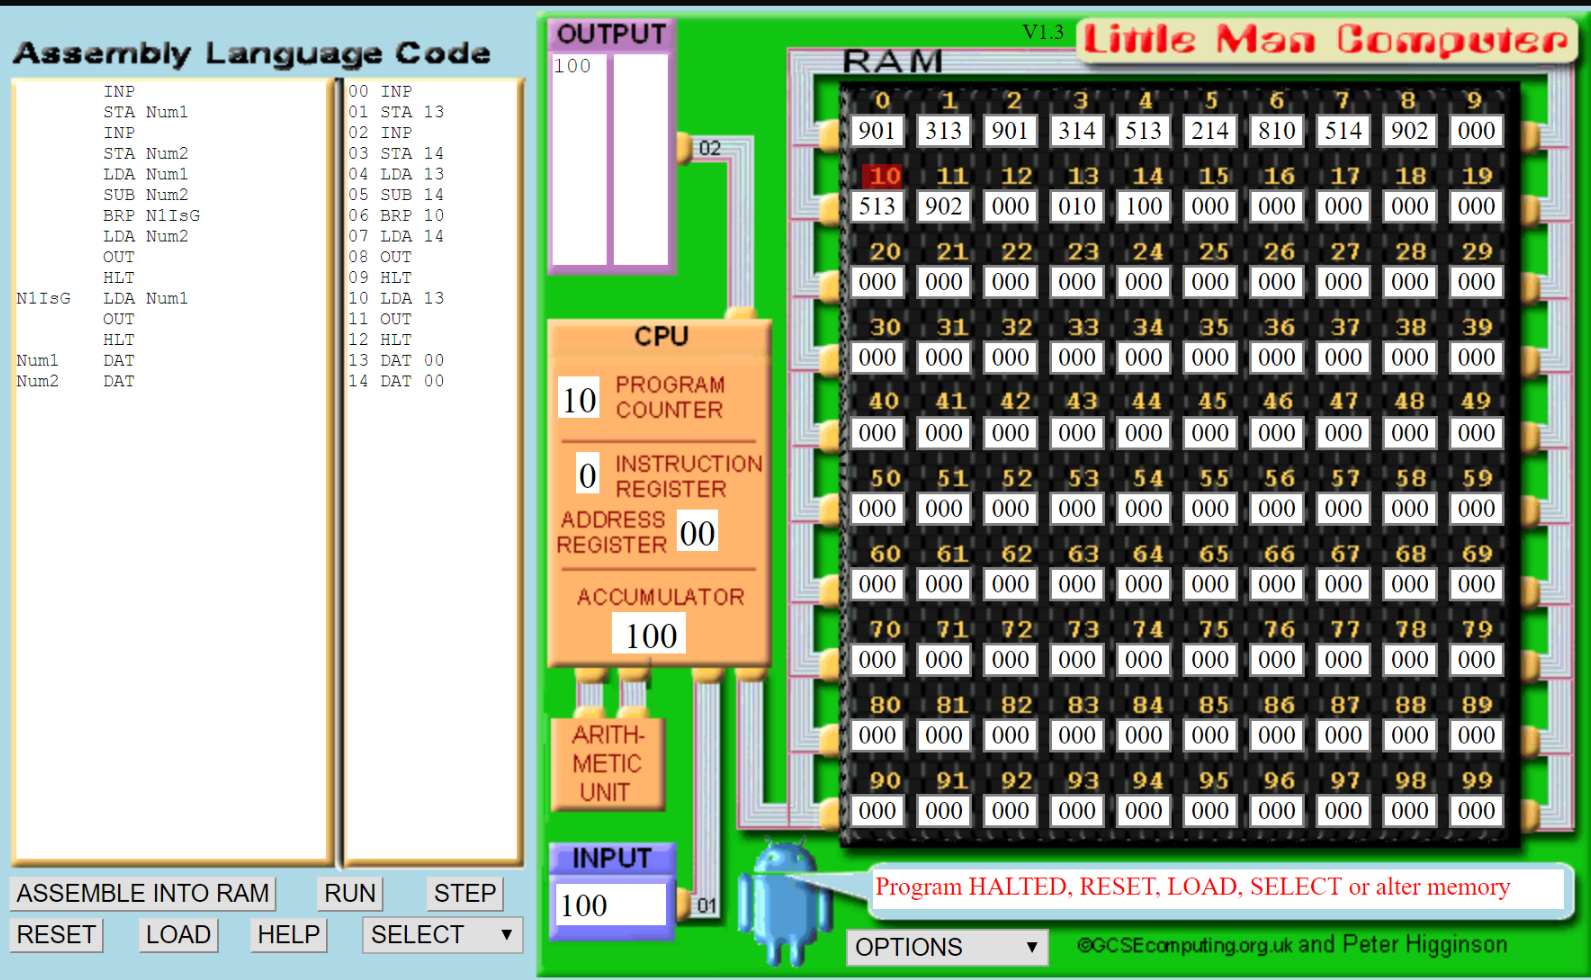 Assembly Language Code
INP
STA Num1
INP
STA Num2
LDA Num1
SUB Num2
BRP N1IsG
LDA Num2
OUT
HLT
N1IsG LDA Num1
OUT
HLT
Num1 DAT
Num2 DAT
00 INP
01 STA 13
02 INP
03 STA 14
04 LDA 13
05 SUB 14
06 BRP 10
07 LDA 14
08 OUT
09 HLT
10 LDA 13
11 OUT
12 HLT
13 DAT 00
14 DAT 00
ASSEMBLE INTO RAM RUN STEP
RESET LOAD HELP SELECT
OUTPUT
100
02
CPU
10 PROGRAM
COUNTER
0 INSTRUCTION
REGISTER
ADDRESS
REGISTER 00
ACCUMULATOR
100
ARITH-
METIC
UNIT
INPUT
100
01
V1.3 Little Man Computer
RAM
0 1 2 3 4 5 6 7 8 9
901 313 901 314 513 214 810 514 902 000
10 11 12 13 14 15 16 17 18 19
513 902 000 010 100 000 000 000 000 000
20 21 22 23 24 25 26 27 28 29
000 000 000 000 000 000 000 000 000 000
30 31 32 33 34 35 36 37 38 39
000 000 000 000 000 000 000 000 000 000
40 41 42 43 44 45 46 47 48 49
000 000 000 000 000 000 000 000 000 000
50 51 52 53 54 55 56 57 58 59
000 000 000 000 000 000 000 000 000 000
60 61 62 63 64 65 66 67 68 69
000 000 000 000 000 000 000 000 000 000
70 71 72 73 74 75 76 77 78 79
000 000 000 000 000 000 000 000 000 000
80 81 82 83 84 85 86 87 88 89
000 000 000 000 000 000 000 000 000 000
90 91 92 93 94 95 96 97 98 99
000 000 000 000 000 000 000 000 000 000
Program HALTED, RESET, LOAD, SELECT or alter memory
OPTIONS
©GCSEcomputing.org.uk and Peter Higginson